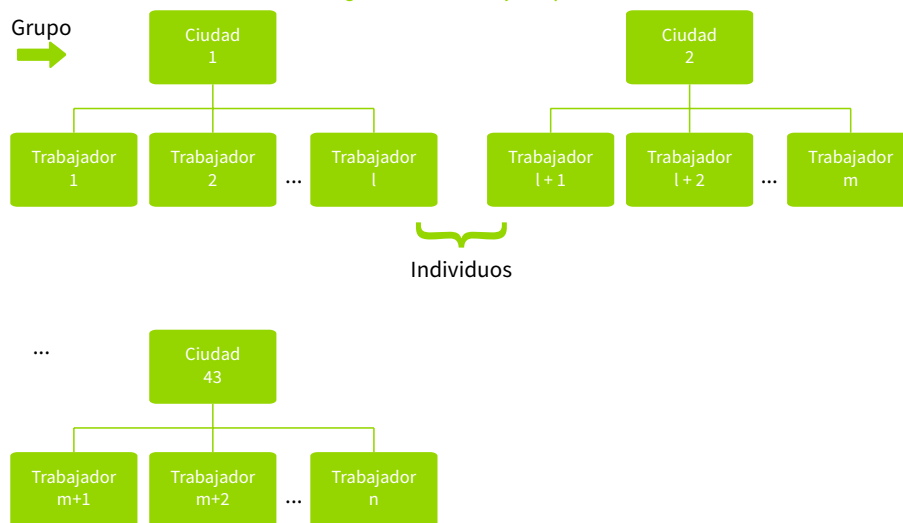 Grupo
Ciudad
1
Ciudad
2
Trabajador
1
Trabajador
2
...
Trabajador
l
Trabajador
l + 1
Trabajador
l + 2
...
Trabajador
m
Individuos
...
Ciudad
43
Trabajador
m+1
Trabajador
m+2
...
Trabajador
n